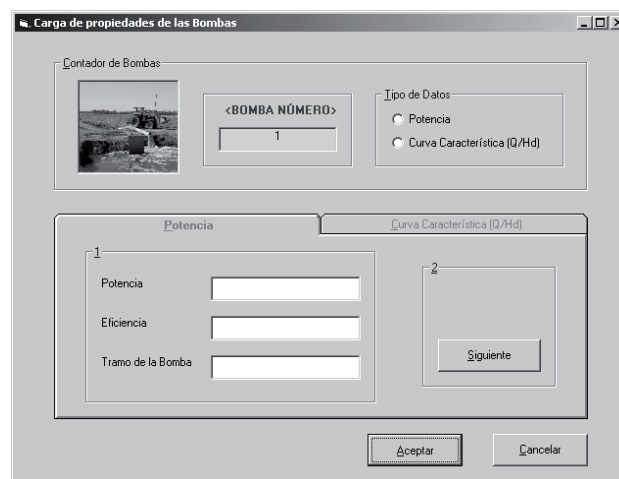 Carga de propiedades de las Bombas
Contador de Bombas
<BOMBA NÚMERO>
1
Tipo de Datos
Potencia
Curva Característica (Q/Hd)
Potencia
Curva Característica (Q/Hd)
1
Potencia
Eficiencia
Tramo de la Bomba
2
Siguiente
Aceptar
Cancelar